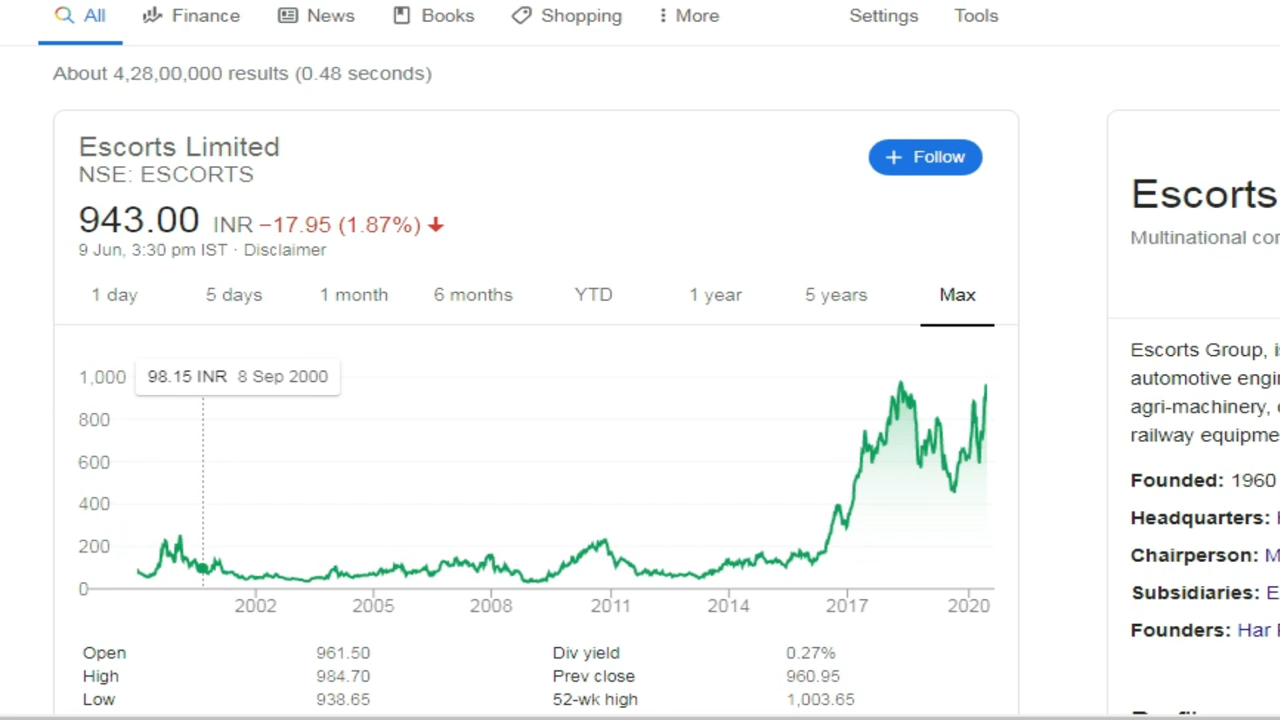 All Finance News Books Shopping More Settings Tools
About 4,28,00,000 results (0.48 seconds)
Escorts Limited
NSE: ESCORTS
+ Follow
943.00 INR −17.95 (1.87%)
9 Jun, 3:30 pm IST · Disclaimer
1 day 5 days 1 month 6 months YTD 1 year 5 years Max
98.15 INR 8 Sep 2000
1,000
800
600
400
200
0
2002 2005 2008 2011 2014 2017 2020
Open 961.50 Div yield 0.27%
High 984.70 Prev close 960.95
Low 938.65 52-wk high 1,003.65
Escorts
Multinational
Escorts Group,
automotive
agri-machinery,
railway
Founded: 1960
Headquarters:
Chairperson:
Subsidiaries:
Founders: Har